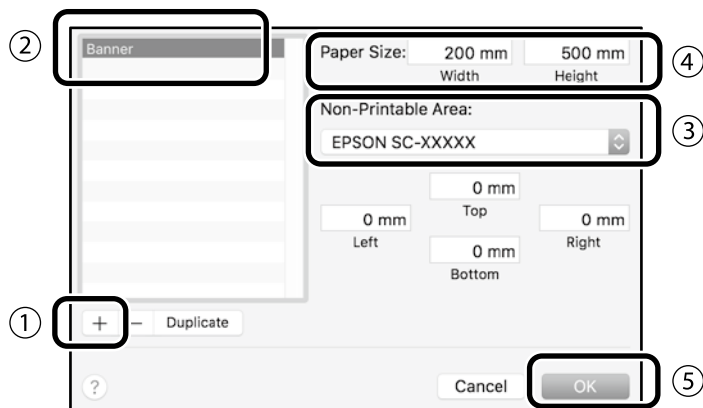 ②
Banner
Paper Size: 200 mm 500 mm
Width Height
④
Non-Printable Area:
EPSON SC-XXXXX
③
0 mm
Top
0 mm 0 mm
Left Right
0 mm
Bottom
①
+ − Duplicate
? Cancel OK
⑤